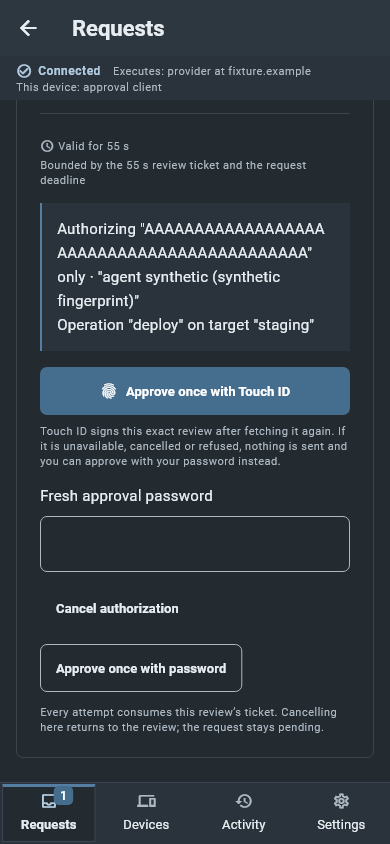 Requests
Connected Executes: provider at fixture.example
This device: approval client
Valid for 55 s
Bounded by the 55 s review ticket and the request
deadline
Authorizing "AAAAAAAAAAAAAAAAAA
AAAAAAAAAAAAAAAAAAAAAAAAA"
only · "agent synthetic (synthetic
fingerprint)"
Operation "deploy" on target "staging"
Approve once with Touch ID
Touch ID signs this exact review after fetching it again. If
it is unavailable, cancelled or refused, nothing is sent and
you can approve with your password instead.
Fresh approval password
Cancel authorization
Approve once with password
Every attempt consumes this review's ticket. Cancelling
here returns to the review; the request stays pending.
1
Requests Devices Activity Settings